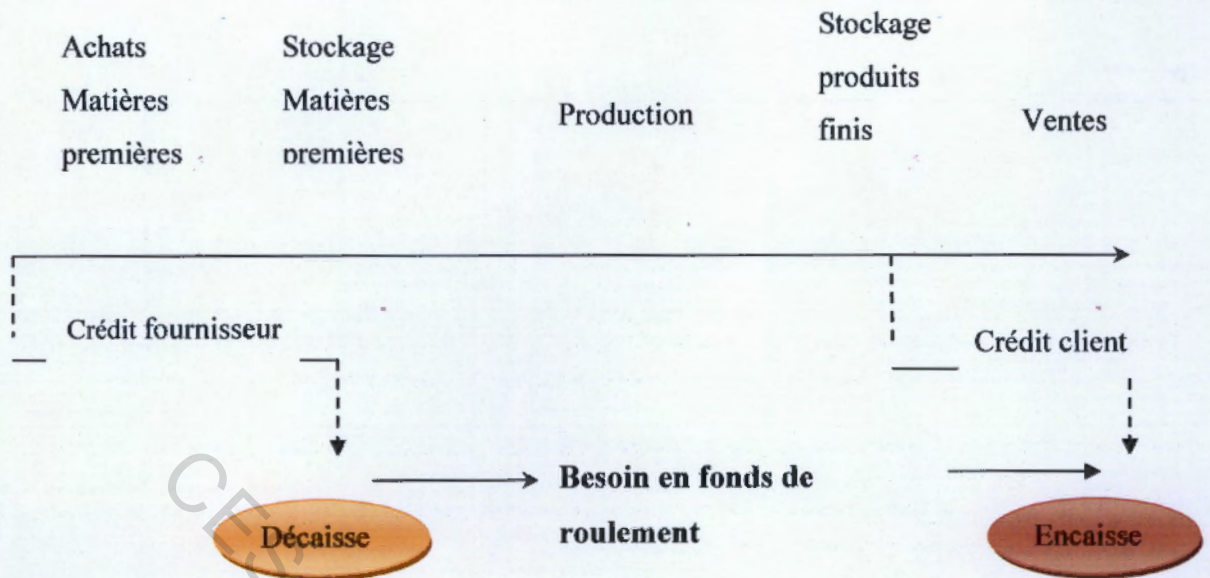 Achats
Matières
premières
Stockage
Matières
premières
Production
Stockage
produits
finis
Ventes
Crédit fournisseur
Crédit client
Besoin en fonds de
roulement
Décaisse
Encaisse
CES